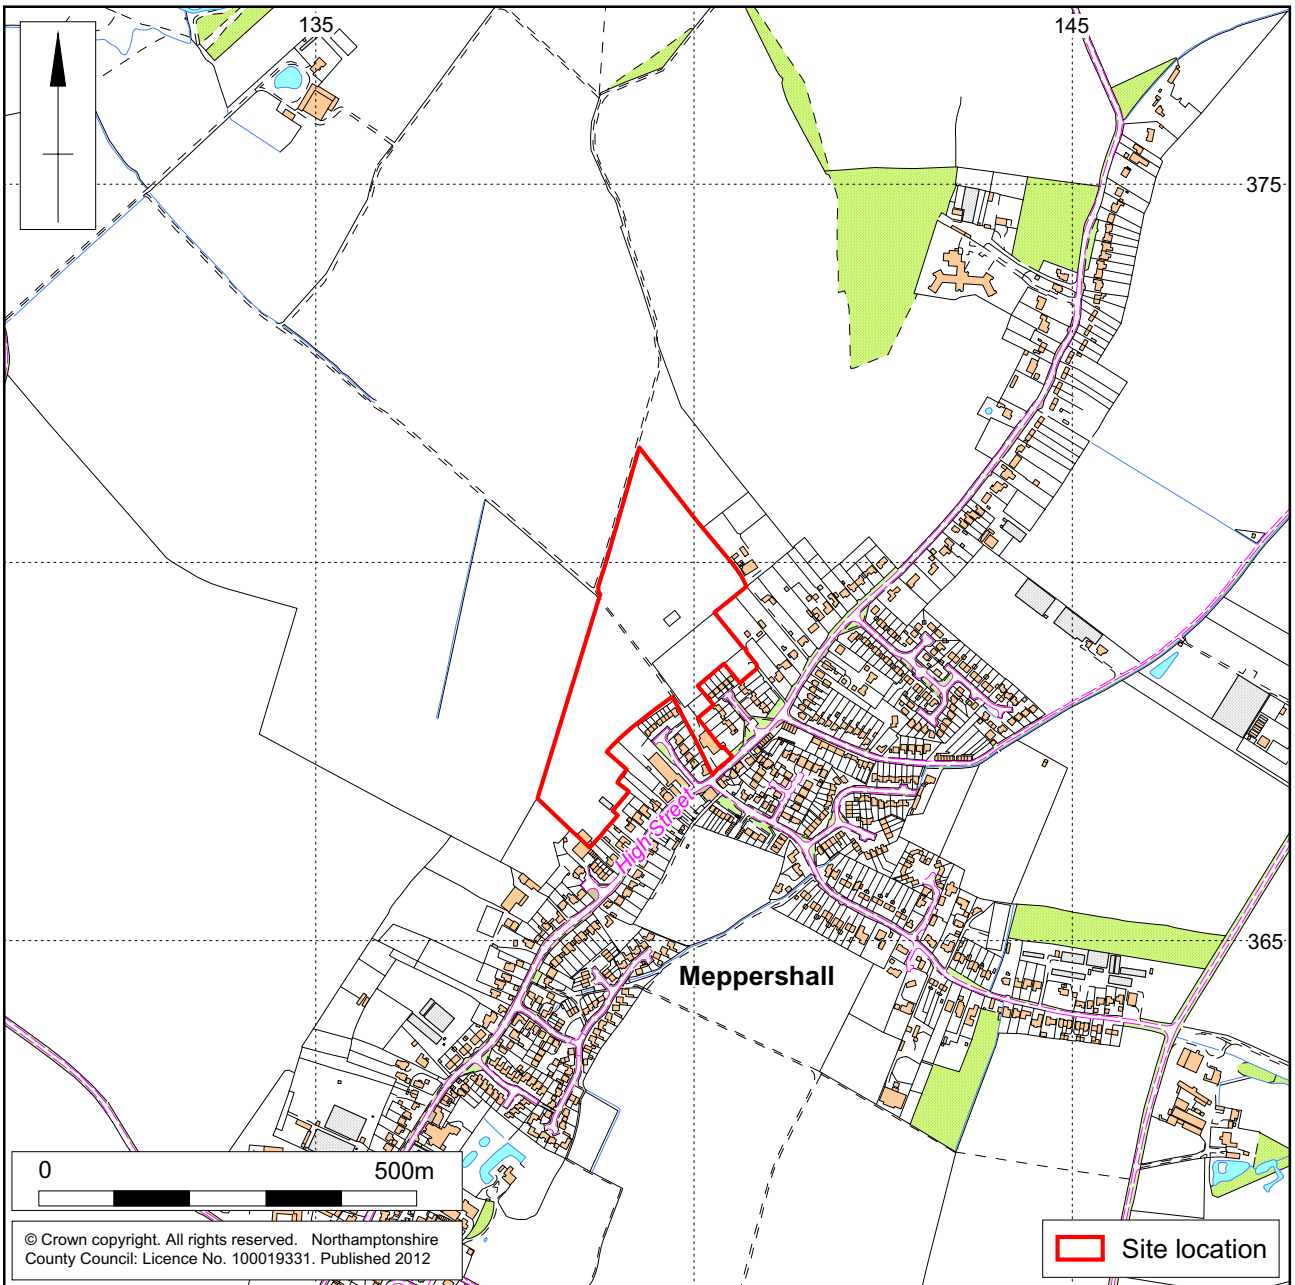 135
145
375
High Street
365
Meppershall
0 500m
© Crown copyright. All rights reserved. Northamptonshire
County Council: Licence No. 100019331. Published 2012
Site location